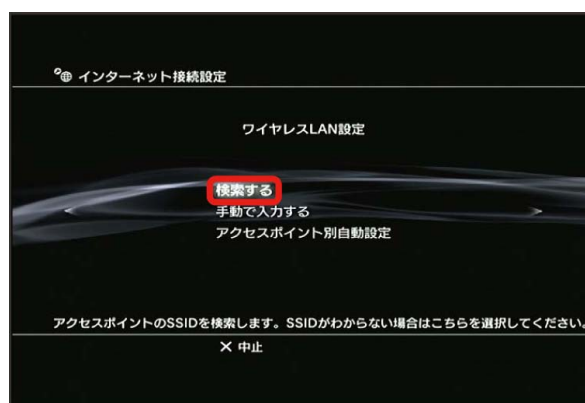 インターネット接続設定
ワイヤレスLAN設定
検索する
手動で入力する
アクセスポイント別自動設定
アクセスポイントのSSIDを検索します。SSIDがわからない場合はこちらを選択してください。
✕ 中止